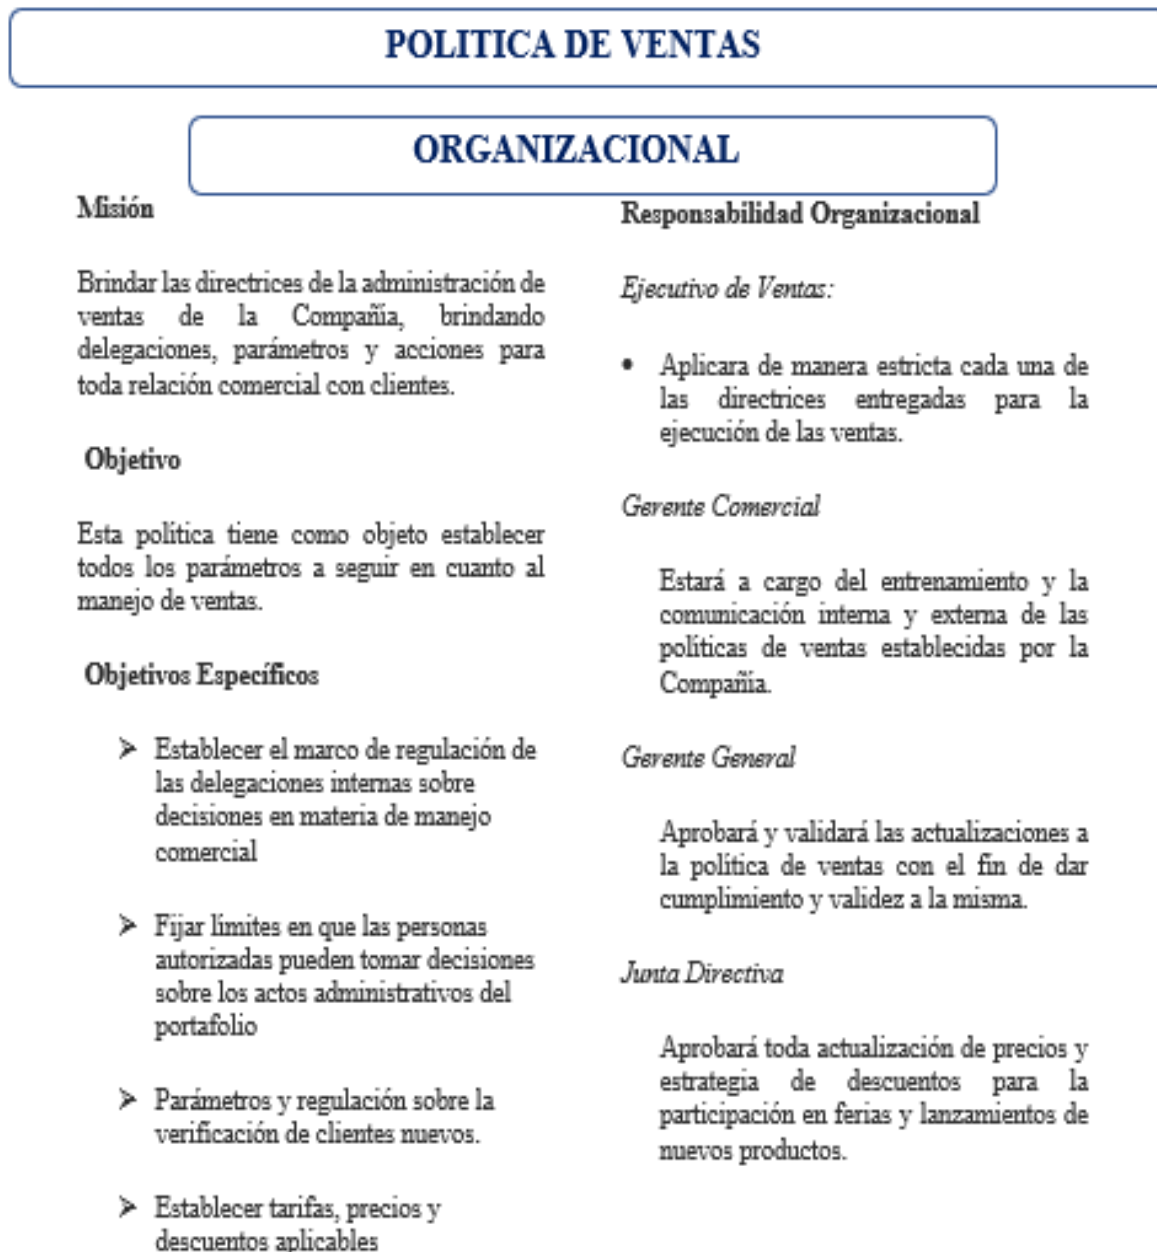 POLITICA DE VENTAS
ORGANIZACIONAL
Misión
Brindar las directrices de la administración de
ventas de la Compañía, brindando
delegaciones, parámetros y acciones para
toda relación comercial con clientes.
Objetivo
Esta política tiene como objeto establecer
todos los parámetros a seguir en cuanto al
manejo de ventas.
Objetivos Específicos
➢ Establecer el marco de regulación de
las delegaciones internas sobre
decisiones en materia de manejo
comercial
➢ Fijar límites en que las personas
autorizadas pueden tomar decisiones
sobre los actos administrativos del
portafolio
➢ Parámetros y regulación sobre la
verificación de clientes nuevos.
➢ Establecer tarifas, precios y
descuentos aplicables
Responsabilidad Organizacional
Ejecutivo de Ventas:
• Aplicara de manera estricta cada una de
las directrices entregadas para la
ejecución de las ventas.
Gerente Comercial
Estará a cargo del entrenamiento y la
comunicación interna y externa de las
políticas de ventas establecidas por la
Compañía.
Gerente General
Aprobará y validará las actualizaciones a
la política de ventas con el fin de dar
cumplimiento y validez a la misma.
Junta Directiva
Aprobará toda actualización de precios y
estrategia de descuentos para la
participación en ferias y lanzamientos de
nuevos productos.